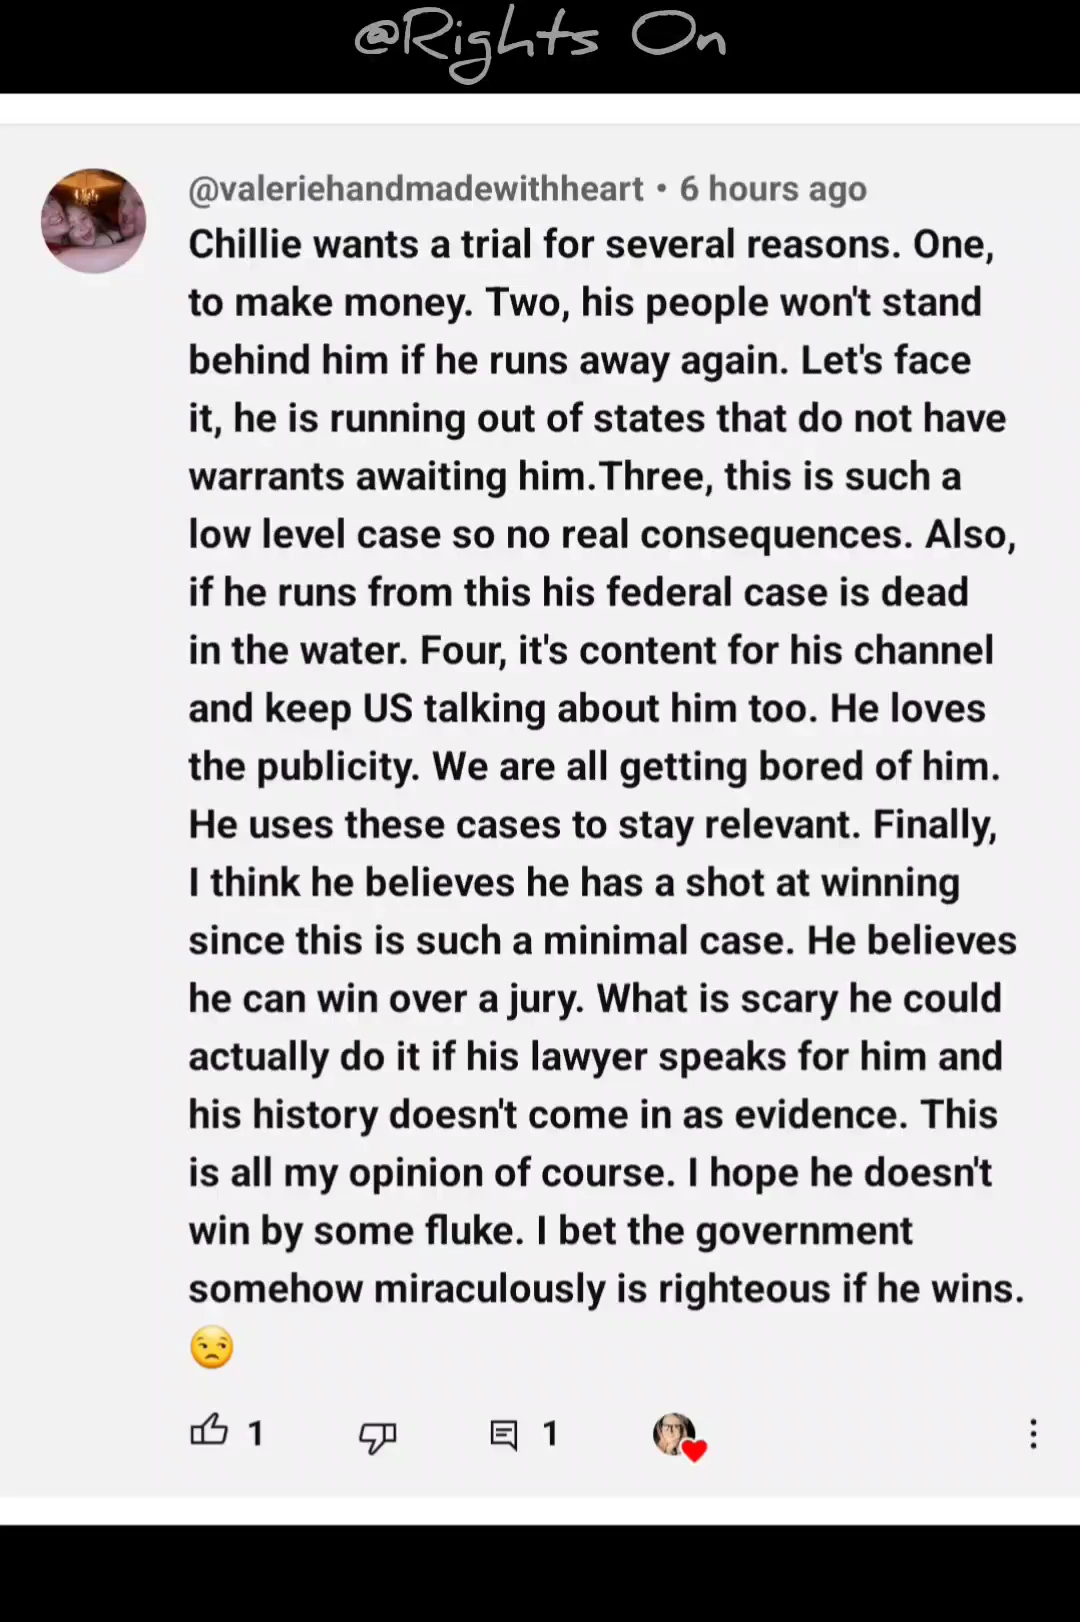 @Rights On
@valeriehandmadewithheart • 6 hours ago
Chillie wants a trial for several reasons. One,
to make money. Two, his people won't stand
behind him if he runs away again. Let's face
it, he is running out of states that do not have
warrants awaiting him.Three, this is such a
low level case so no real consequences. Also,
if he runs from this his federal case is dead
in the water. Four, it's content for his channel
and keep US talking about him too. He loves
the publicity. We are all getting bored of him.
He uses these cases to stay relevant. Finally,
I think he believes he has a shot at winning
since this is such a minimal case. He believes
he can win over a jury. What is scary he could
actually do it if his lawyer speaks for him and
his history doesn't come in as evidence. This
is all my opinion of course. I hope he doesn't
win by some fluke. I bet the government
somehow miraculously is righteous if he wins.
😒
1 1